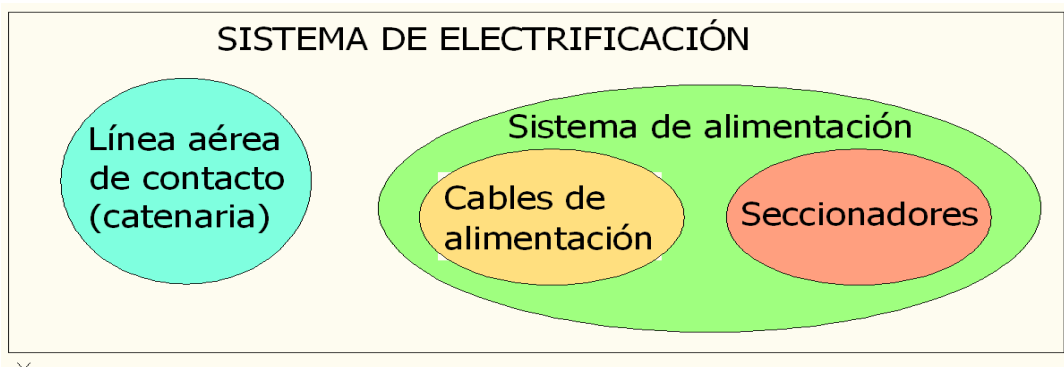 SISTEMA DE ELECTRIFICACIÓN
Línea aérea
de contacto
(catenaria)
Sistema de alimentación
Cables de
alimentación
Seccionadores